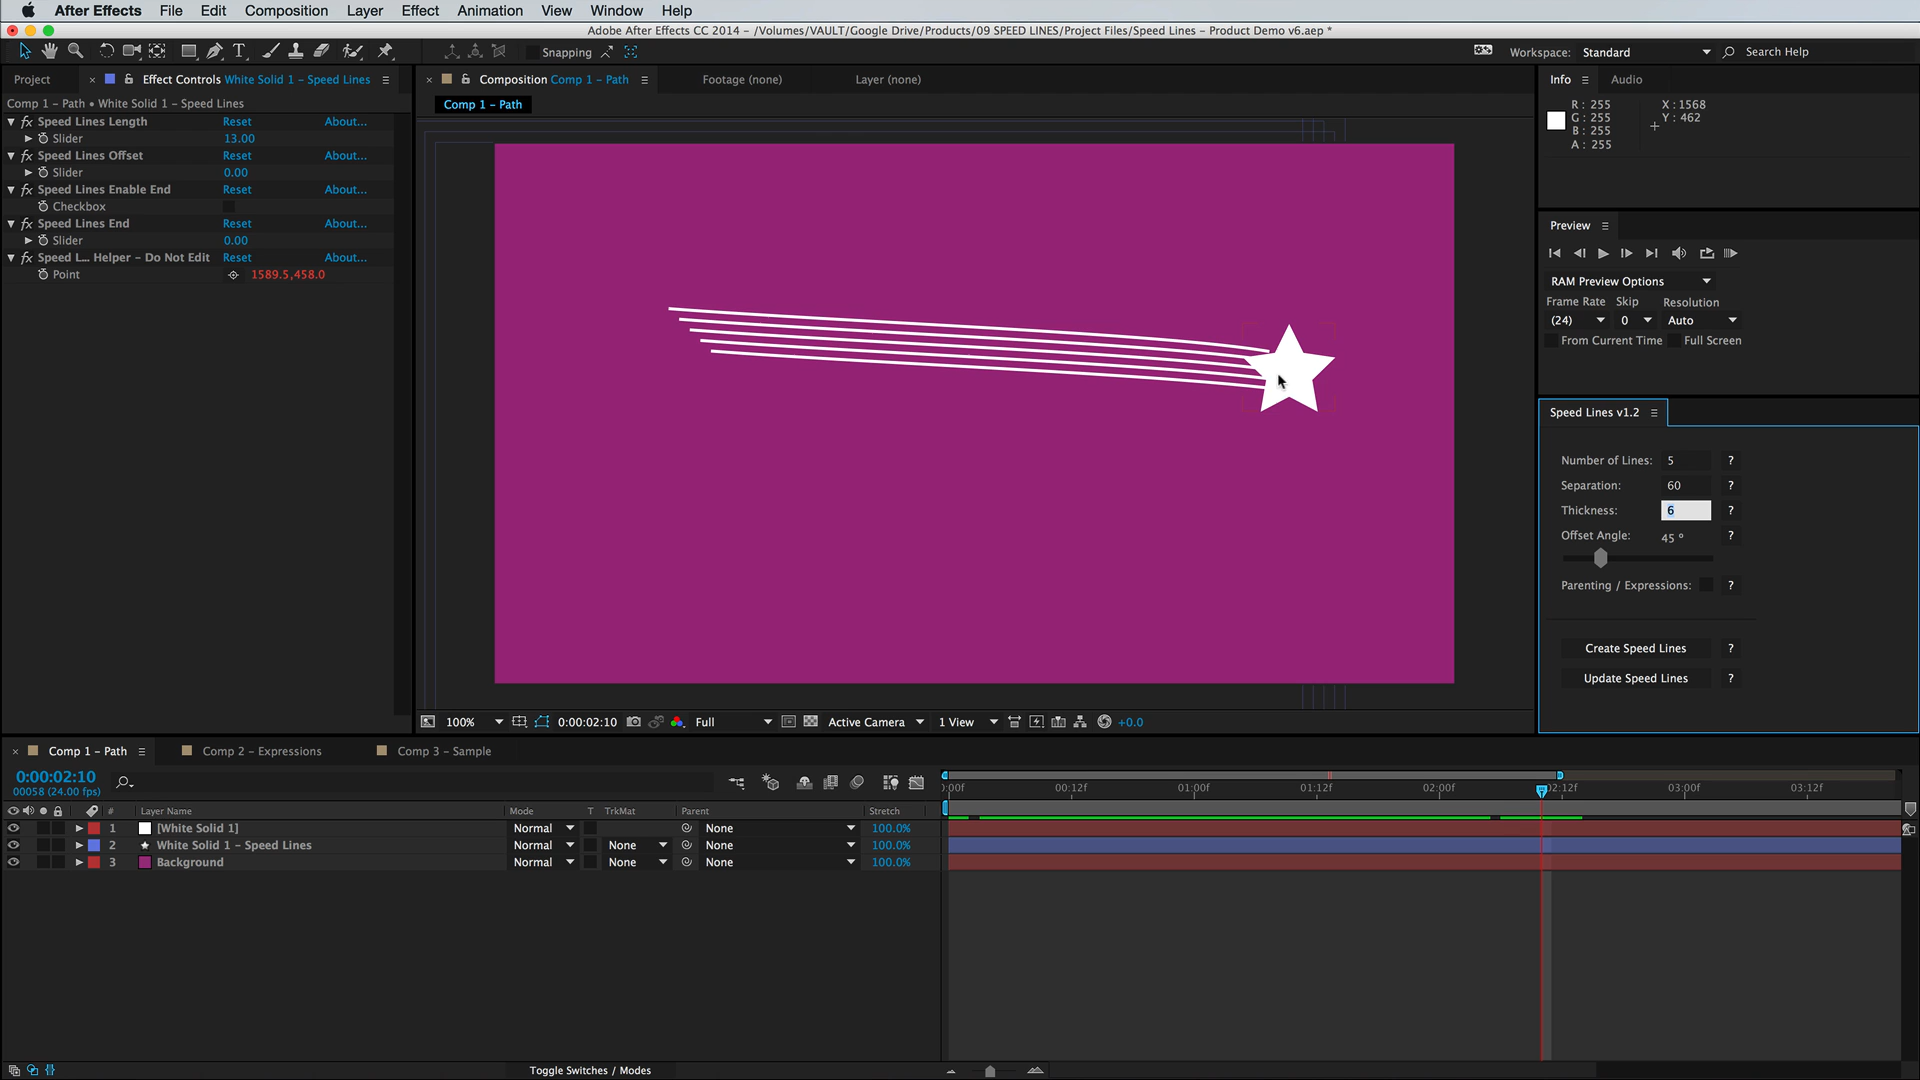 After Effects File Edit Composition Layer Effect Animation View Window Help
Adobe After Effects CC 2014 - /Volumes/VAULT/Google Drive/Products/09 SPEED LINES/Project Files/Speed Lines - Product Demo v6.aep *
T Snapping Workspace: Standard Search Help
Project × Effect Controls White Solid 1 - Speed Lines
Comp 1 - Path • White Solid 1 - Speed Lines
fx Speed Lines Length Reset About...
Slider 13.00
fx Speed Lines Offset Reset About...
Slider 0.00
fx Speed Lines Enable End Reset About...
Checkbox
fx Speed Lines End Reset About...
Slider 0.00
fx Speed L... Helper - Do Not Edit Reset About...
Point 1589.5,458.0
× Composition Comp 1 - Path Footage (none) Layer (none)
Comp 1 - Path
100% 0:00:02:10 Full Active Camera 1 View +0.0
Info Audio
R: 255 X: 1568
G: 255 Y: 462
B: 255
A: 255
Preview
RAM Preview Options
Frame Rate Skip Resolution
(24) 0 Auto
From Current Time Full Screen
Speed Lines v1.2
Number of Lines: 5 ?
Separation: 60 ?
Thickness: 6 ?
Offset Angle: 45 º ?
Parenting / Expressions: ?
Create Speed Lines ?
Update Speed Lines ?
× Comp 1 - Path Comp 2 - Expressions Comp 3 - Sample
0:00:02:10
00058 (24.00 fps)
):00f 00:12f 01:00f 01:12f 02:00f 02:12f 03:00f 03:12f
# Layer Name Mode T TrkMat Parent Stretch
1 [White Solid 1] Normal None 100.0%
2 White Solid 1 - Speed Lines Normal None None 100.0%
3 Background Normal None None 100.0%
Toggle Switches / Modes